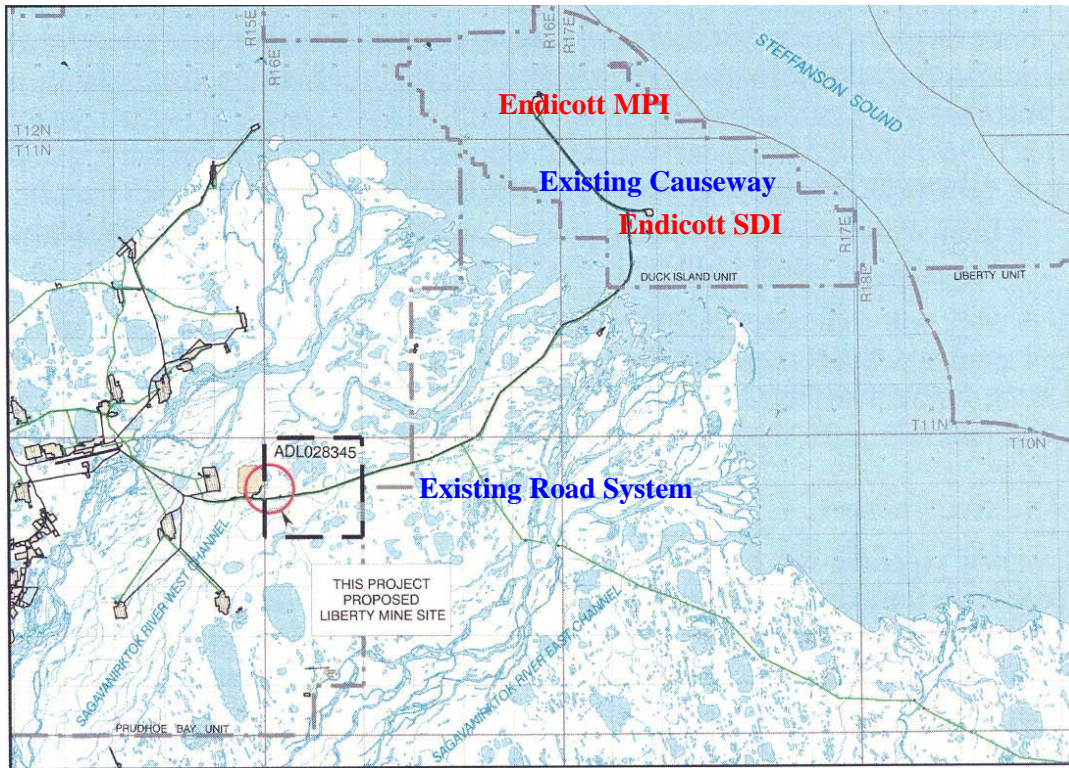 R15E
R16E
R16E
R17E
STEFFANSON SOUND
Endicott MPI
T12N
T11N
Existing Causeway
Endicott SDI
R17E
R18E
DUCK ISLAND UNIT
LIBERTY UNIT
T11N
T10N
ADL028345
Existing Road System
THIS PROJECT
PROPOSED
LIBERTY MINE SITE
SAGAVANIRKTOK RIVER WEST CHANNEL
SAGAVANIRKTOK RIVER EAST CHANNEL
PRUDHOE BAY UNIT